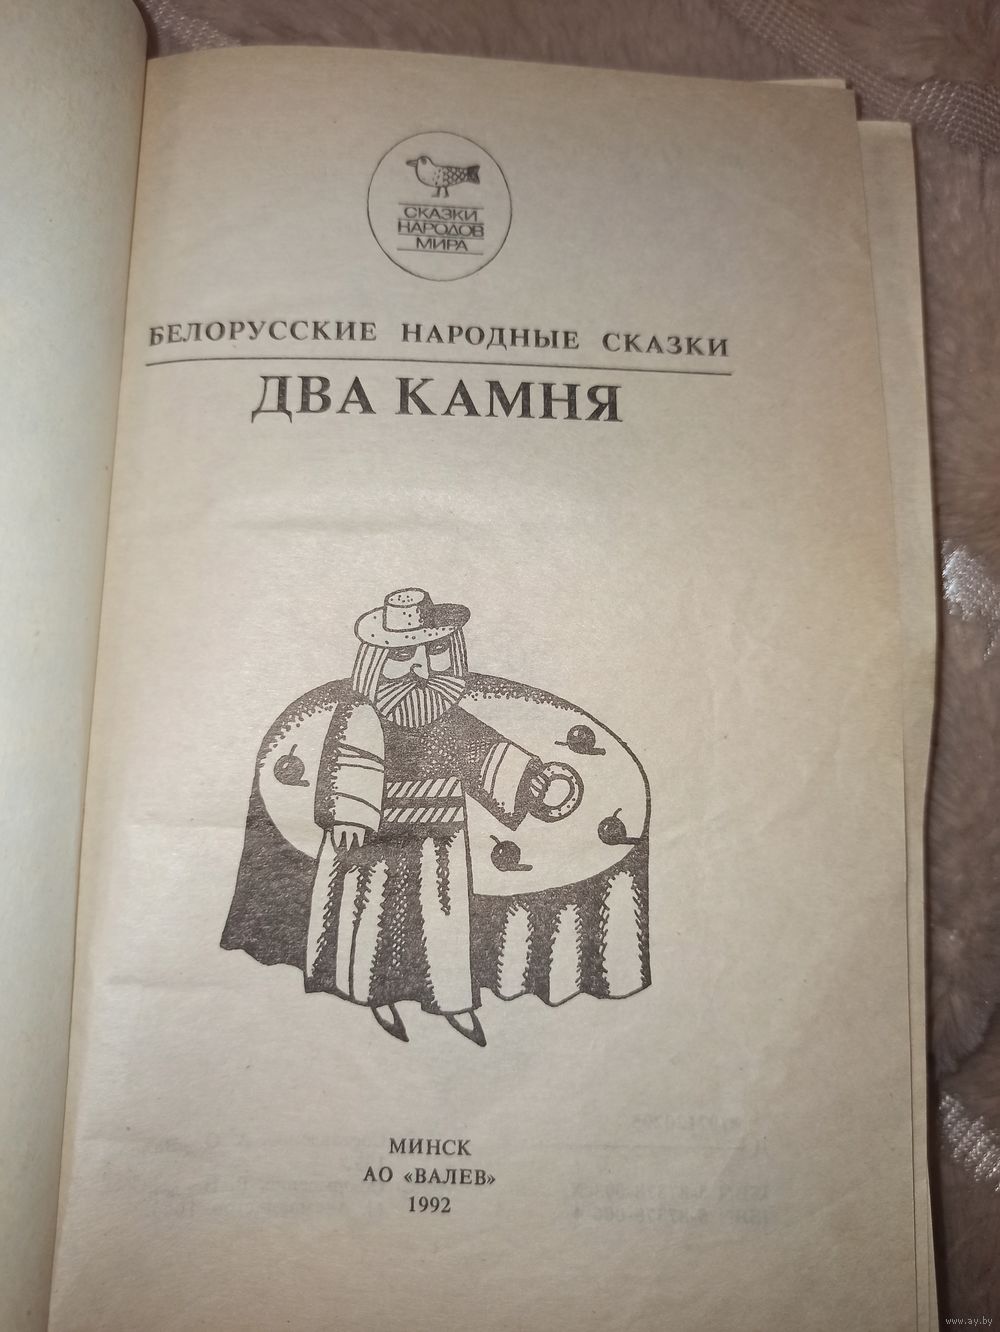 СКАЗКИ
НАРОДОВ
МИРА
БЕЛОРУССКИЕ НАРОДНЫЕ СКАЗКИ
ДВА КАМНЯ
МИНСК
АО «ВАЛЕВ»
1992
www.ay.by